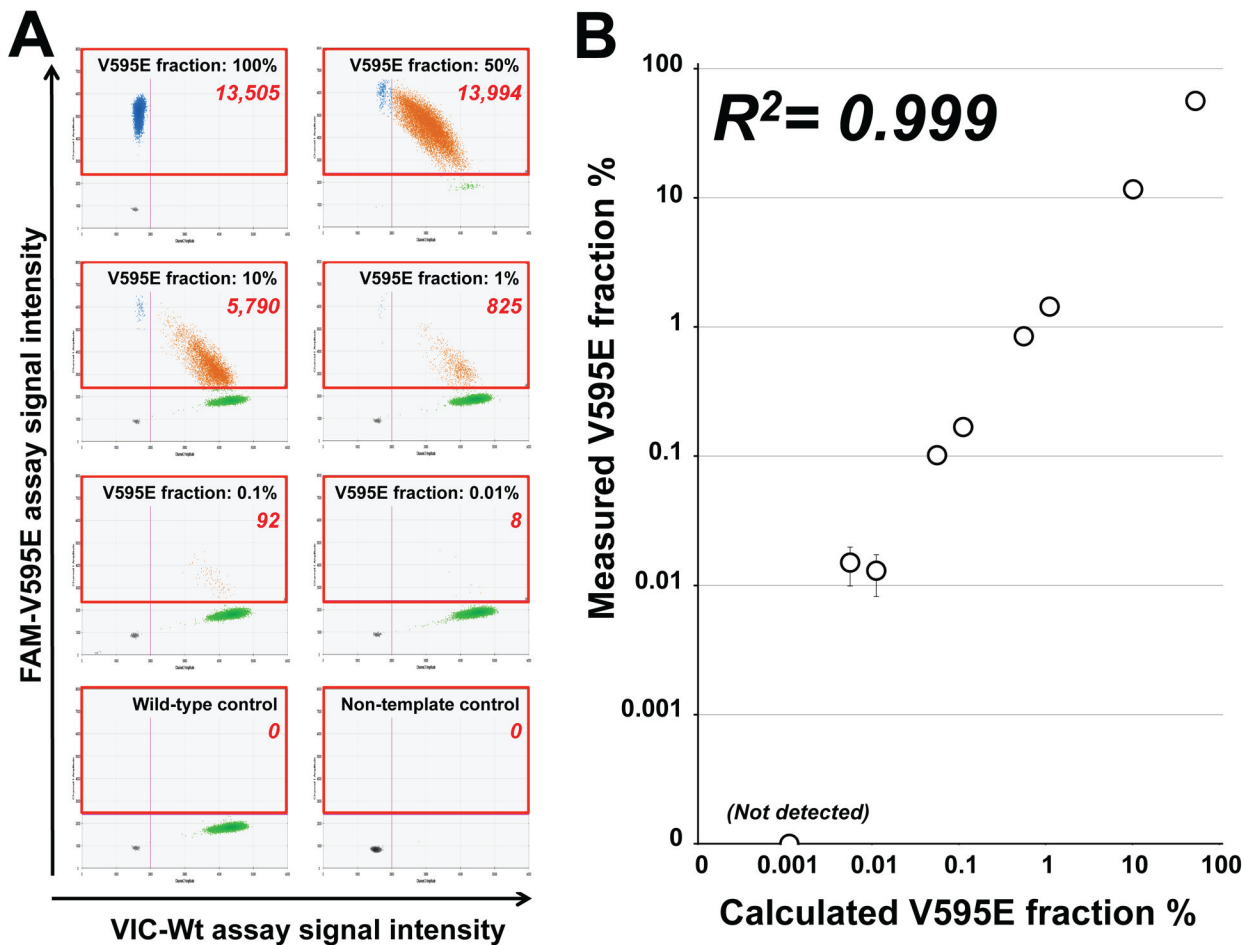 A
V595E fraction: 100%
13,505
V595E fraction: 50%
13,994
V595E fraction: 10%
5,790
V595E fraction: 1%
825
V595E fraction: 0.1%
92
V595E fraction: 0.01%
8
Wild-type control
0
Non-template control
0
FAM-V595E assay signal intensity
VIC-Wt assay signal intensity
B
R²= 0.999
Measured V595E fraction %
100
10
1
0.1
0.01
0.001
0
(Not detected)
0 0.001 0.01 0.1 1 10 100
Calculated V595E fraction %